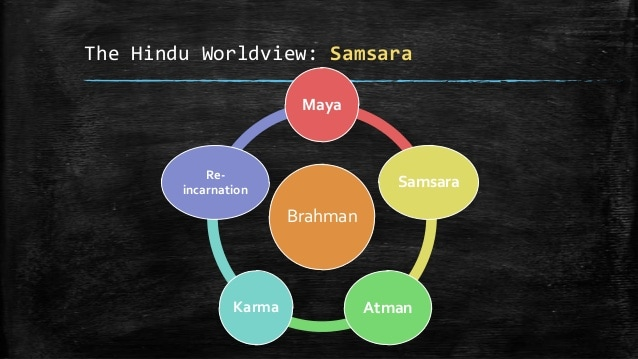 The Hindu Worldview: Samsara
Maya
Samsara
Atman
Karma
Re-
incarnation
Brahman